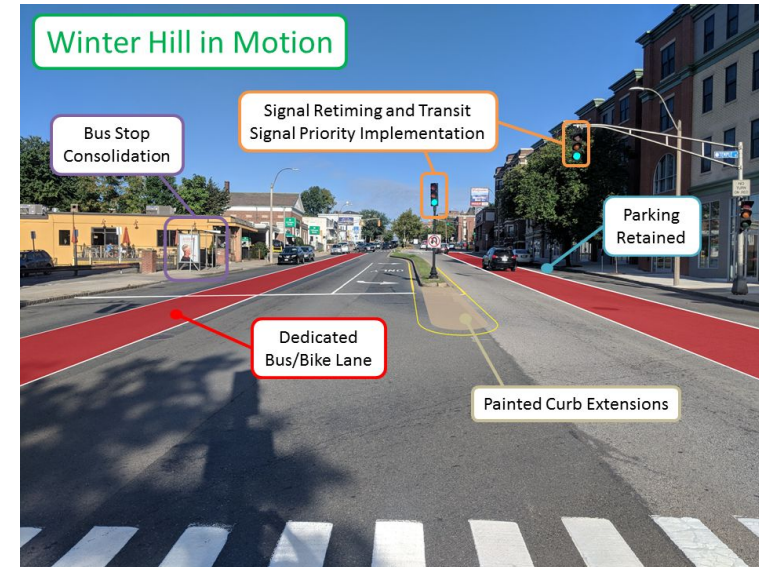 Winter Hill in Motion
Signal Retiming and Transit
Signal Priority Implementation
Bus Stop
Consolidation
Parking
Retained
Dedicated
Bus/Bike Lane
Painted Curb Extensions